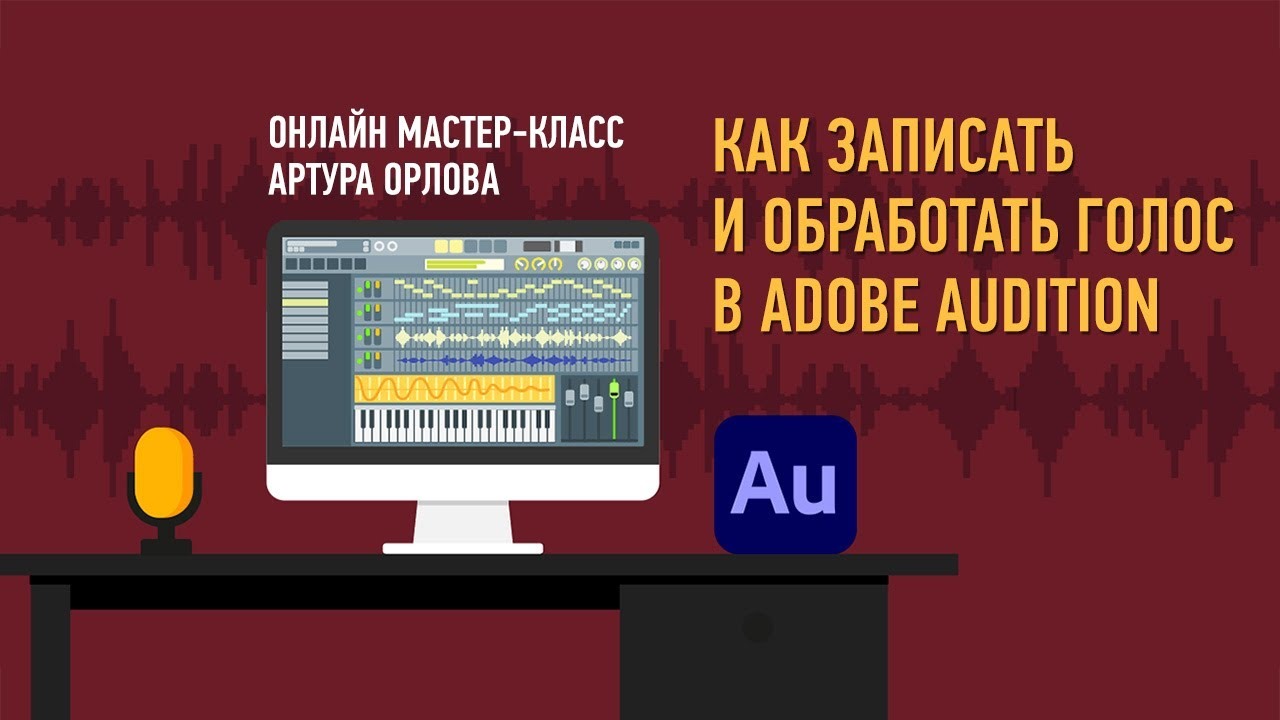 ОНЛАЙН МАСТЕР-КЛАСС
АРТУРА ОРЛОВА
КАК ЗАПИСАТЬ
И ОБРАБОТАТЬ ГОЛОС
В ADOBE AUDITION
Au